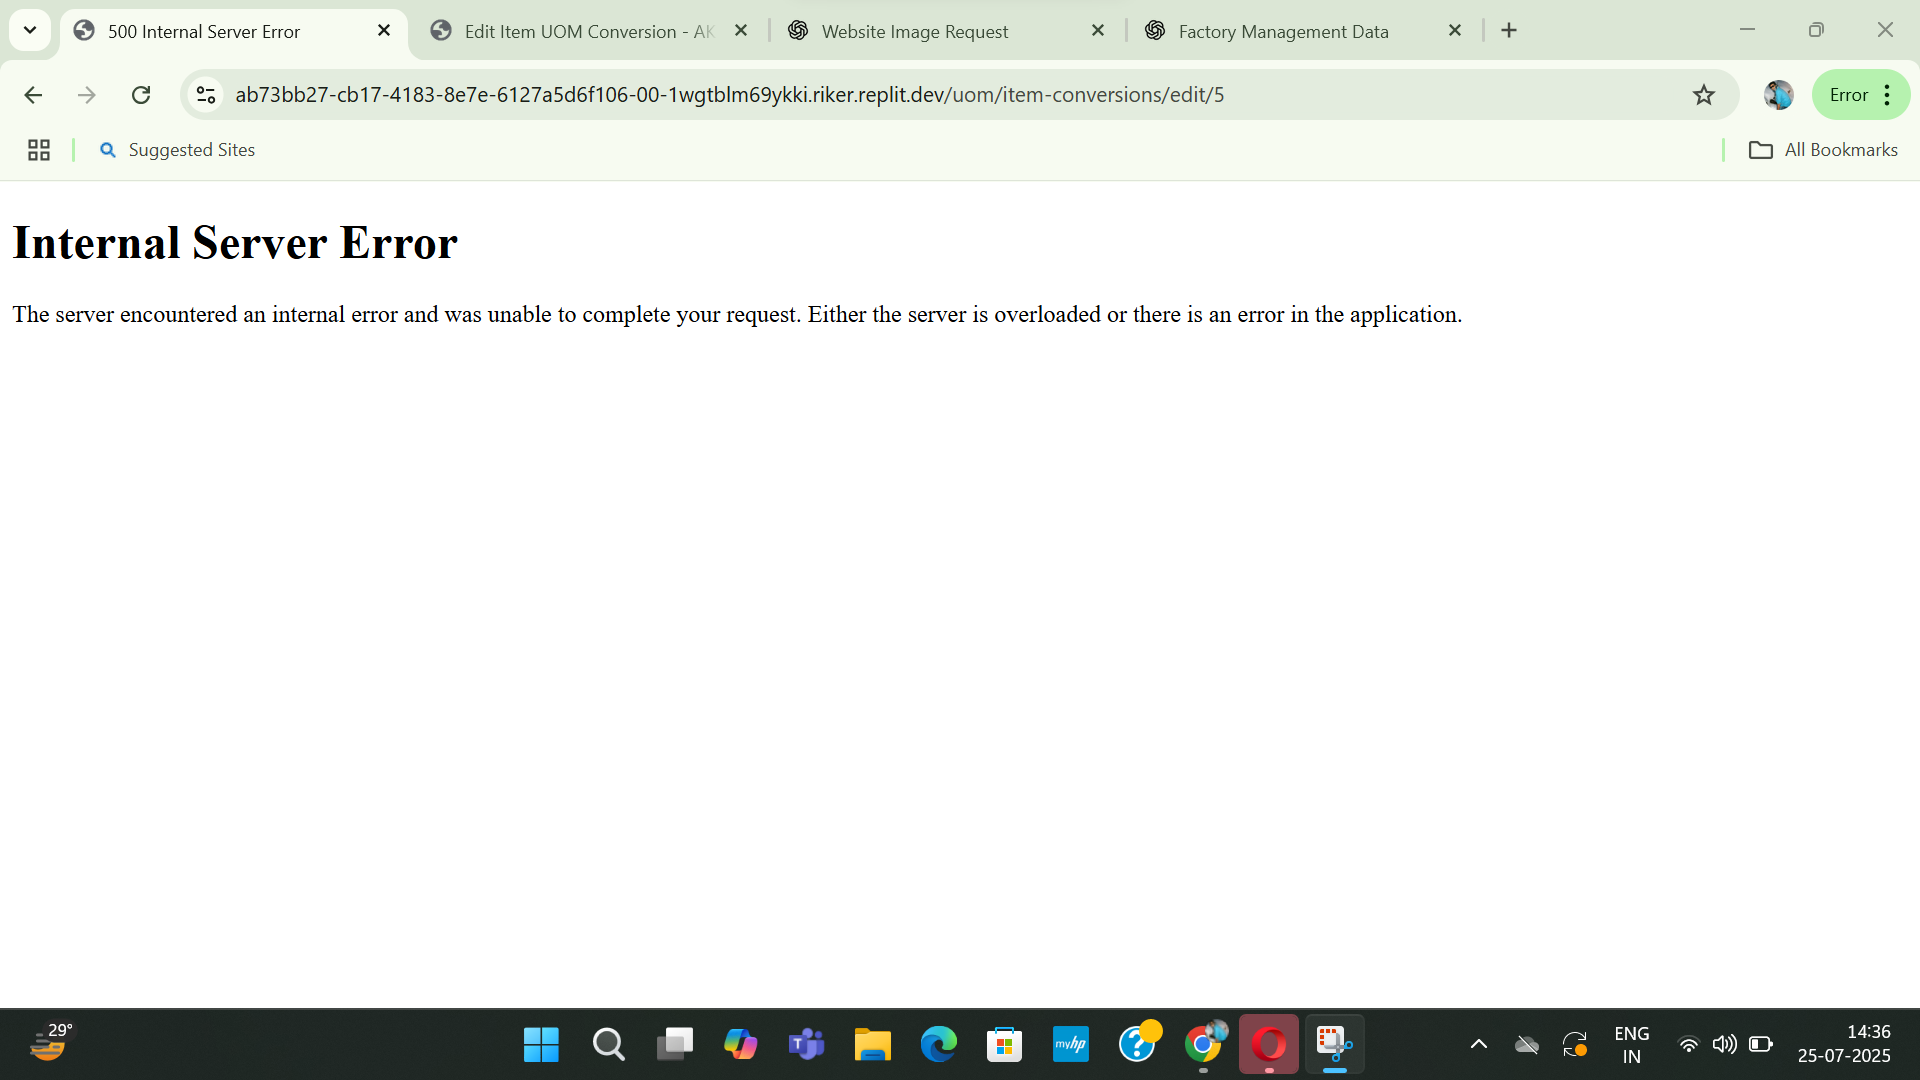 500 Internal Server Error
Edit Item UOM Conversion - AK
Website Image Request
Factory Management Data
ab73bb27-cb17-4183-8e7e-6127a5d6f106-00-1wgtblm69ykki.riker.replit.dev/uom/item-conversions/edit/5
Error
Suggested Sites
All Bookmarks
Internal Server Error
The server encountered an internal error and was unable to complete your request. Either the server is overloaded or there is an error in the application.
29°
myhp
ENG
IN
14:36
25-07-2025